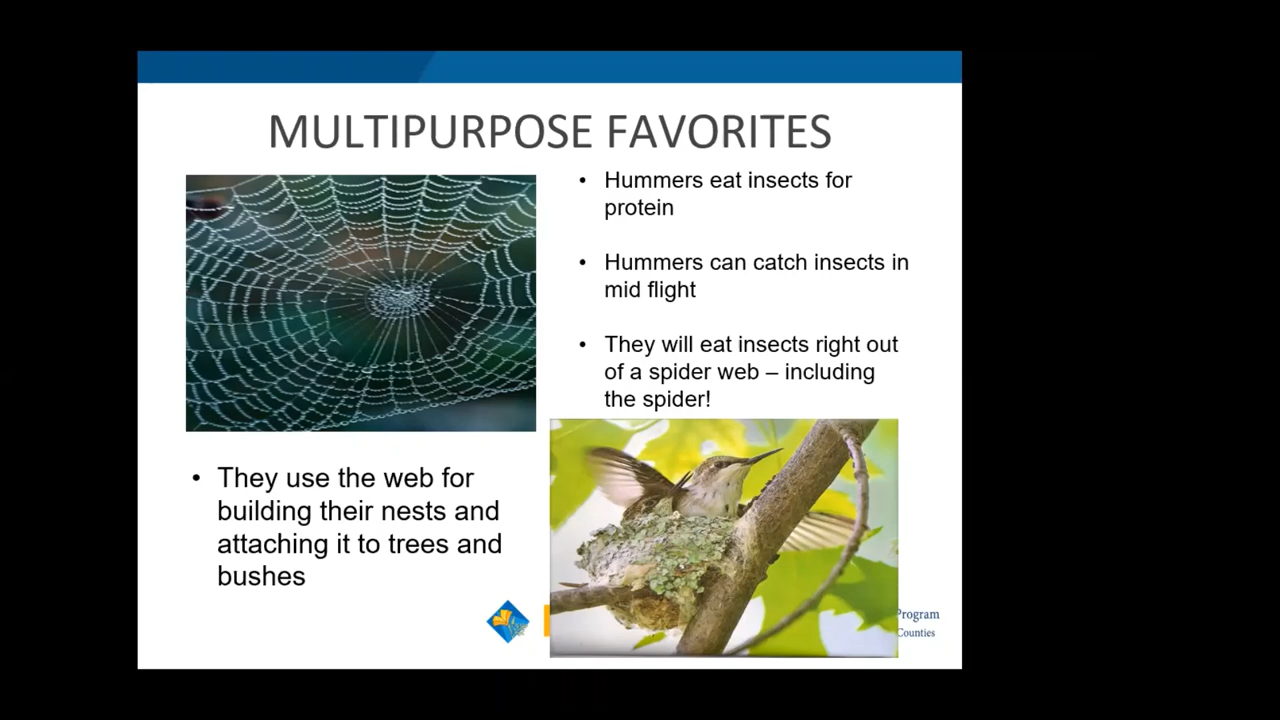 MULTIPURPOSE FAVORITES
• Hummers eat insects for
protein
• Hummers can catch insects in
mid flight
• They will eat insects right out
of a spider web – including
the spider!
• They use the web for
building their nests and
attaching it to trees and
bushes
Program
Counties